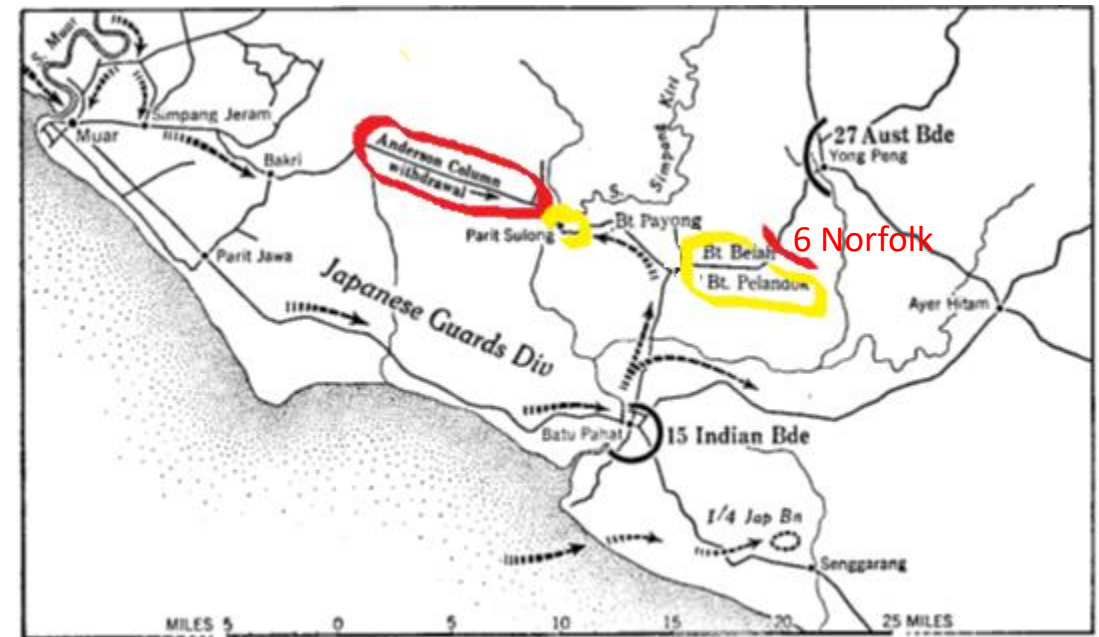 Muar
Simpang Jeram
Muar
Bakri
Anderson Column
withdrawal
27 Aust Bde
Yong Peng
Simpang Kiri
S.
Bt Payong
Parit Sulong
6 Norfolk
Bt Belah
Bt. Pelandok
Parit Jawa
Ayer Hitam
Japanese Guards Div
Batu Pahat
15 Indian Bde
1/4 Jap Bn
Senggarang
MILES 5 0 5 10 15 20 25 MILES